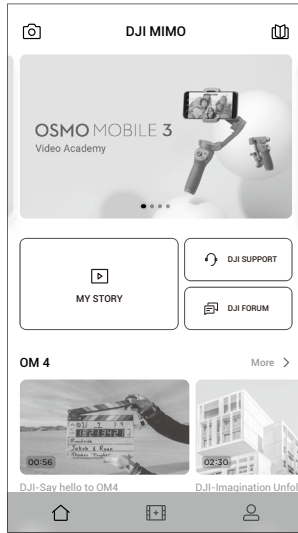 DJI MIMO
OSMO MOBILE 3
Video Academy
MY STORY
DJI SUPPORT
DJI FORUM
OM 4
More
00:56
02:30
DJI-Say hello to OM4
DJI-Imagination Unfol